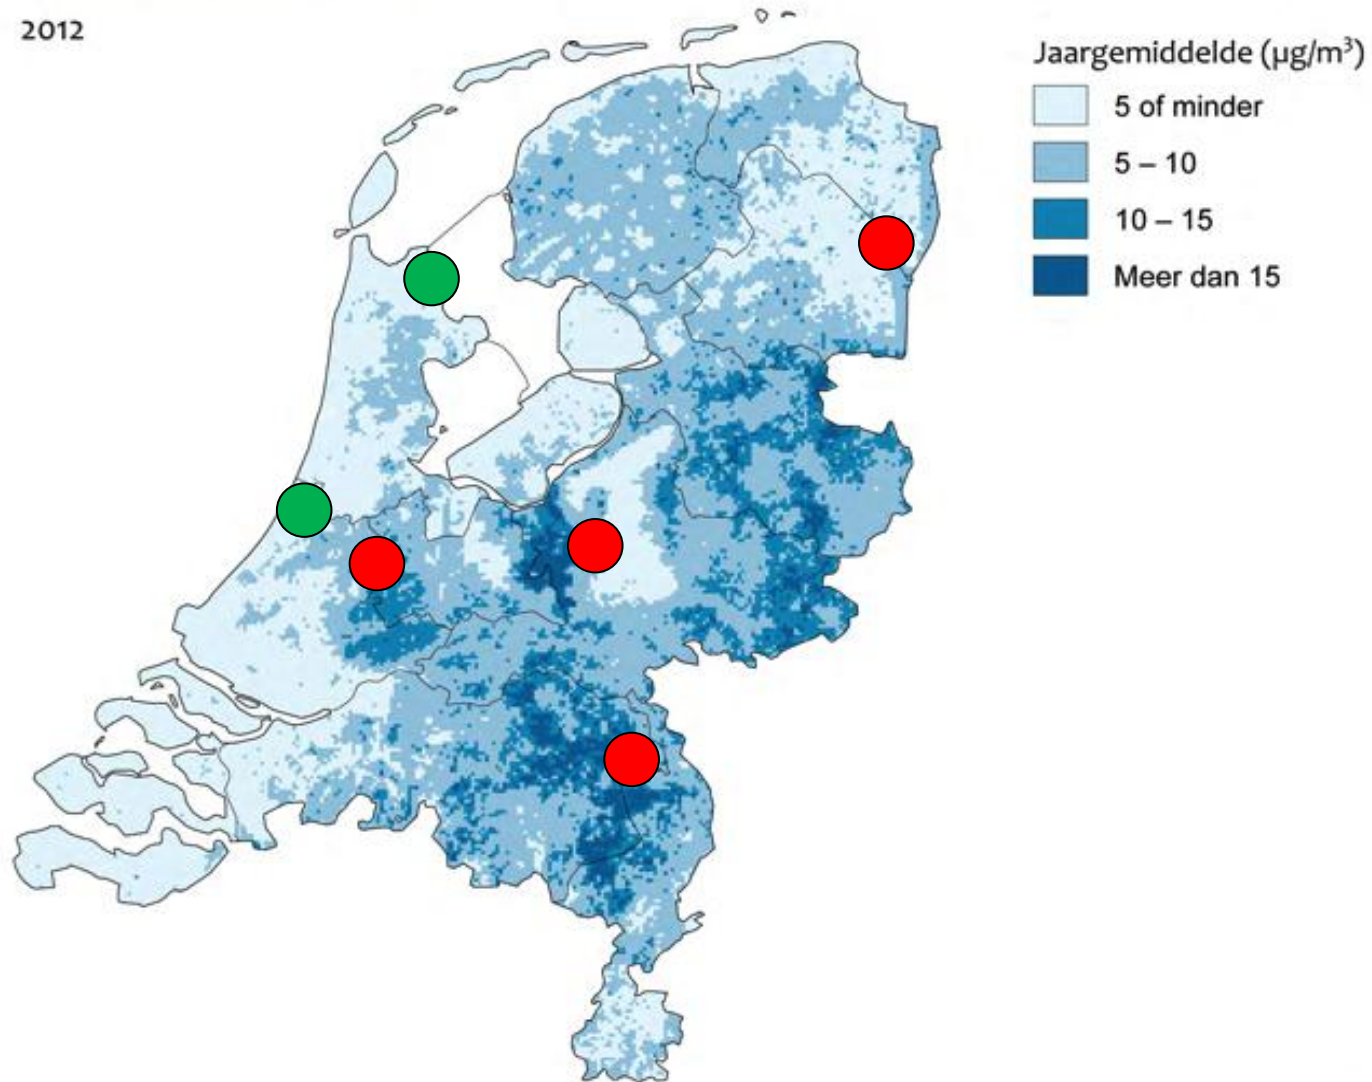 2012
Jaargemiddelde (µg/m³)
5 of minder
5 – 10
10 – 15
Meer dan 15